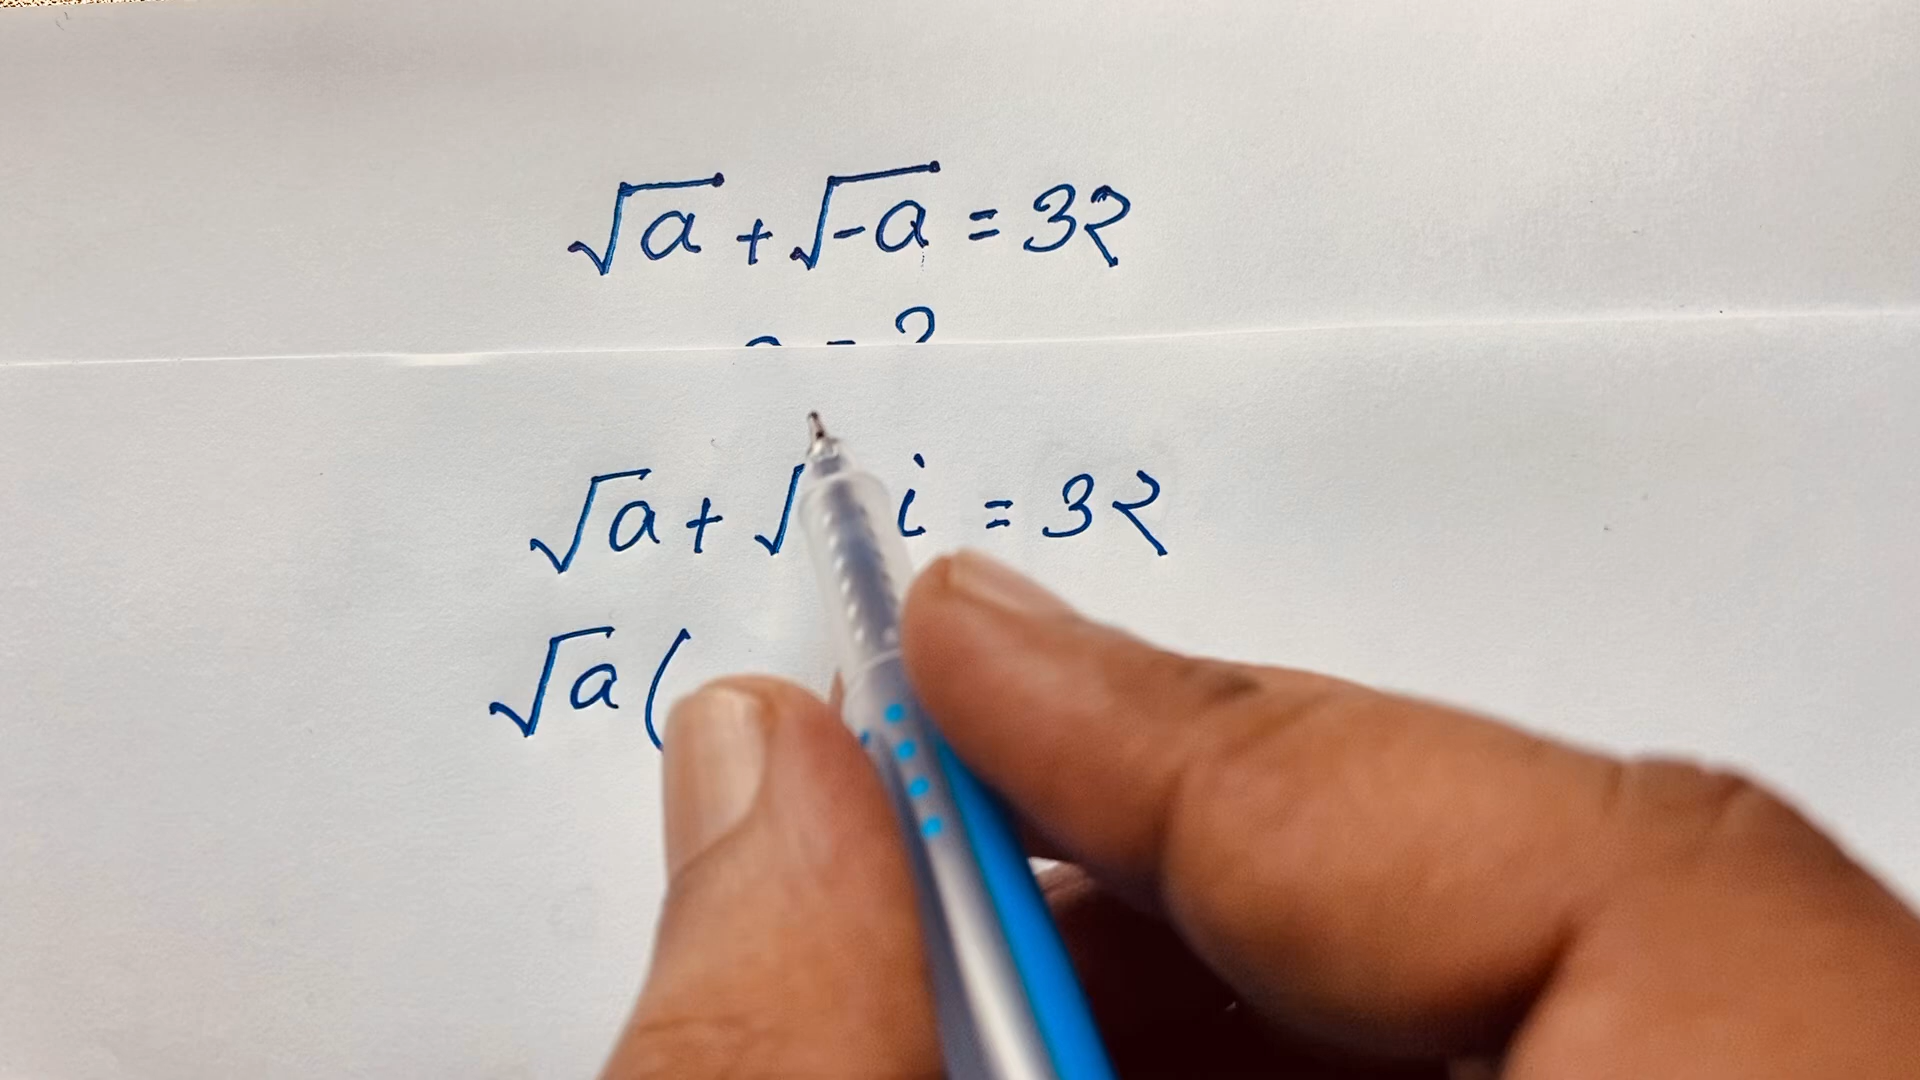 √a + √-a = 32
√a + √ i = 32
√a (